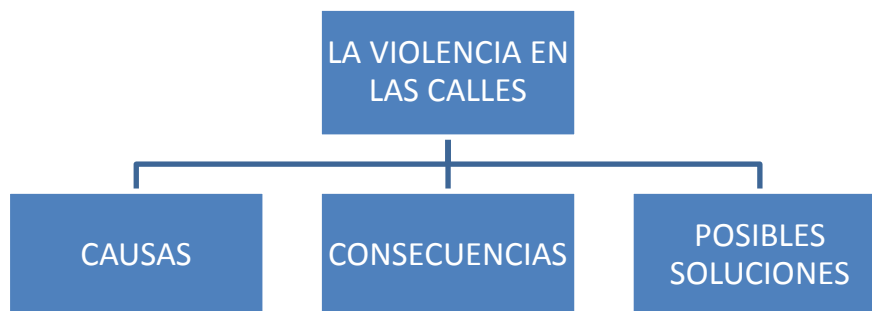 LA VIOLENCIA EN
LAS CALLES
CAUSAS
CONSECUENCIAS
POSIBLES
SOLUCIONES